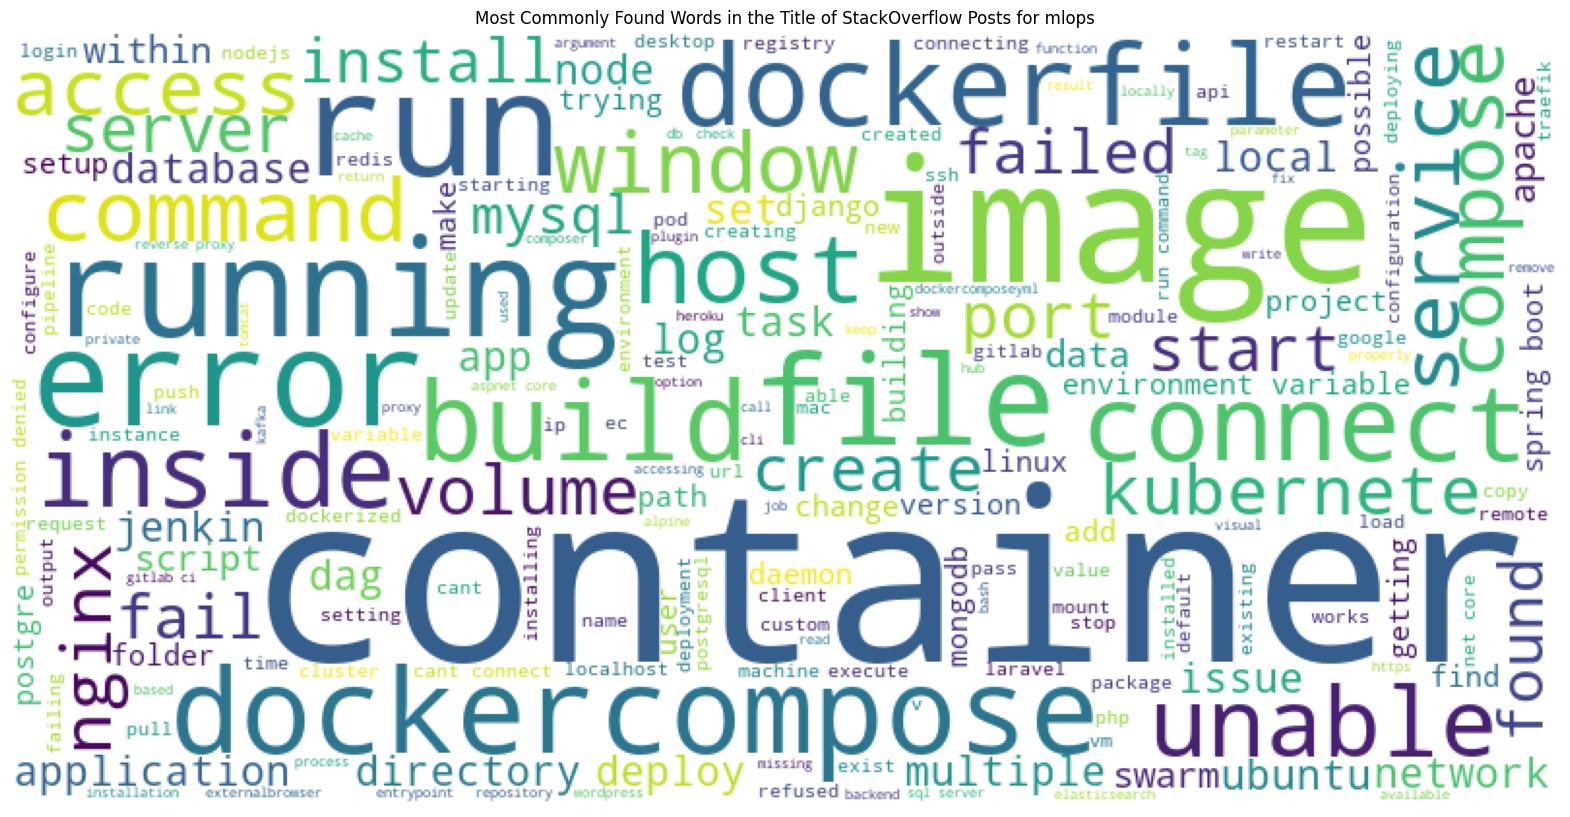 Most Commonly Found Words in the Title of StackOverflow Posts for mlops
login
within
nodejs
install
argument
desktop
registry
connecting
function
restart
access
node
trying
dockerfile
result
locally
api
possible
deploying
service
compose
apache
traefik
server
run
cache
db
check
created
parameter
tag
local
setup
database
redis
return
starting
window
ssh
failed
fix
command
make
mysql
pod
plugin
set
django
new
creating
outside
image
run command
configuration
reverse proxy
composer
write
remove
configure
pipeline
running
update
used
environment
host
dockercomposeyml
building
port
module
project
code
tomcat
heroku
task
keep
show
google
private
log
gitlab
data
start
properly
spring boot
error
app
test
hub
file
aspnet core
option
able
environment variable
permission denied
push
link
kafka
proxy
build
call
mac
connect
instance
variable
ip
ec
cli
inside
volume
accessing
url
create
linux
kubernete
copy
path
job
change
version
remote
request
jenkin
dockerized
alpine
visual
load
add
output
nginx
script
container
gitlab ci
dag
cant
installing
daemon
mongodb
pass
bash
value
installed
default
existing
getting
net core
found
postgre
fail
setting
name
user
deployment
postgresql
client
custom
read
mount
stop
works
folder
time
cluster
cant connect
localhost
machine
execute
laravel
package
issue
https
find
failing
based
pull
dockercompose
v
php
vm
unable
application
process
directory
deploy
missing
exist
multiple
swarm
ubuntu
network
installation
externalbrowser
entrypoint
repository
wordpress
refused
backend
sql server
elasticsearch
available